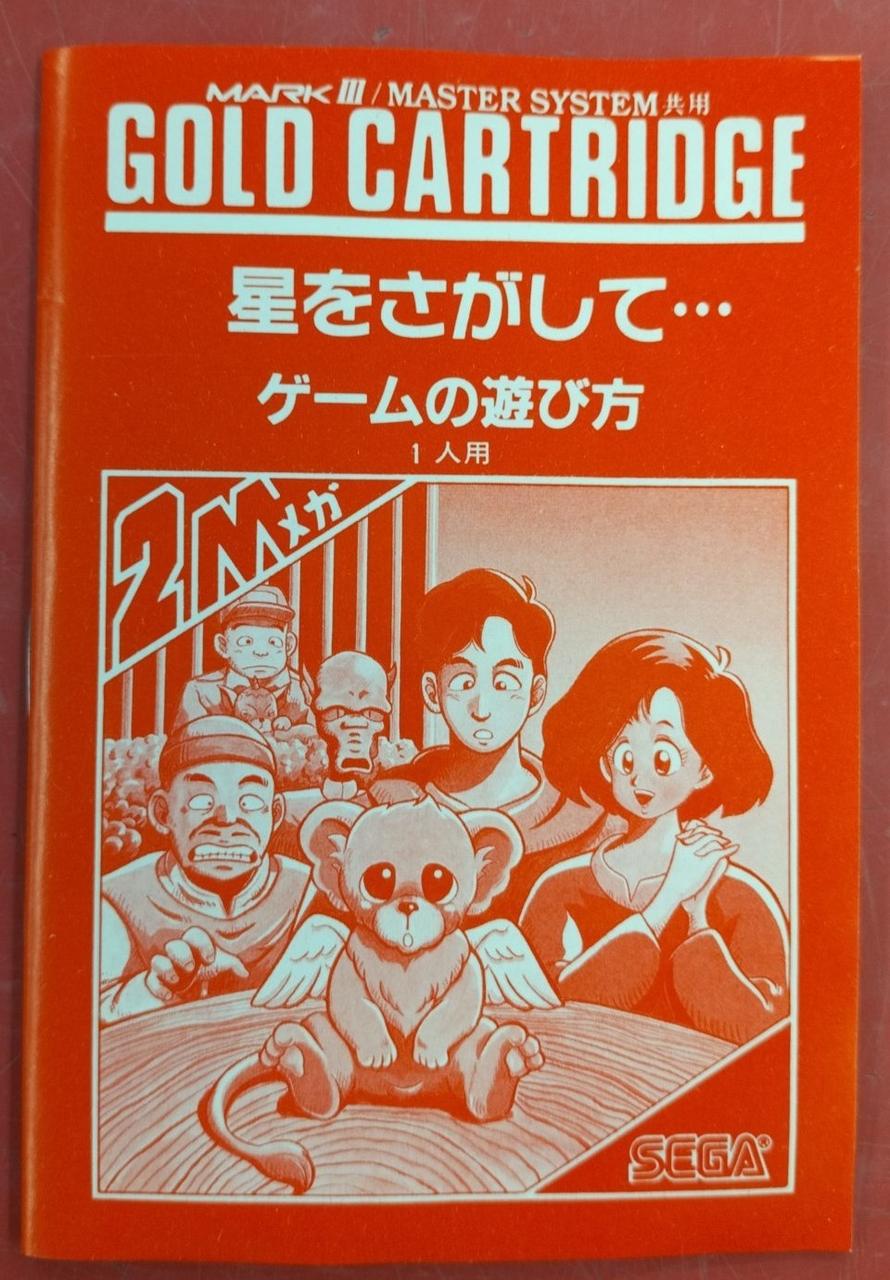 MARK III / MASTER SYSTEM 共用
GOLD CARTRIDGE
星をさがして…
ゲームの遊び方
1人用
2Mメガ
SEGA®